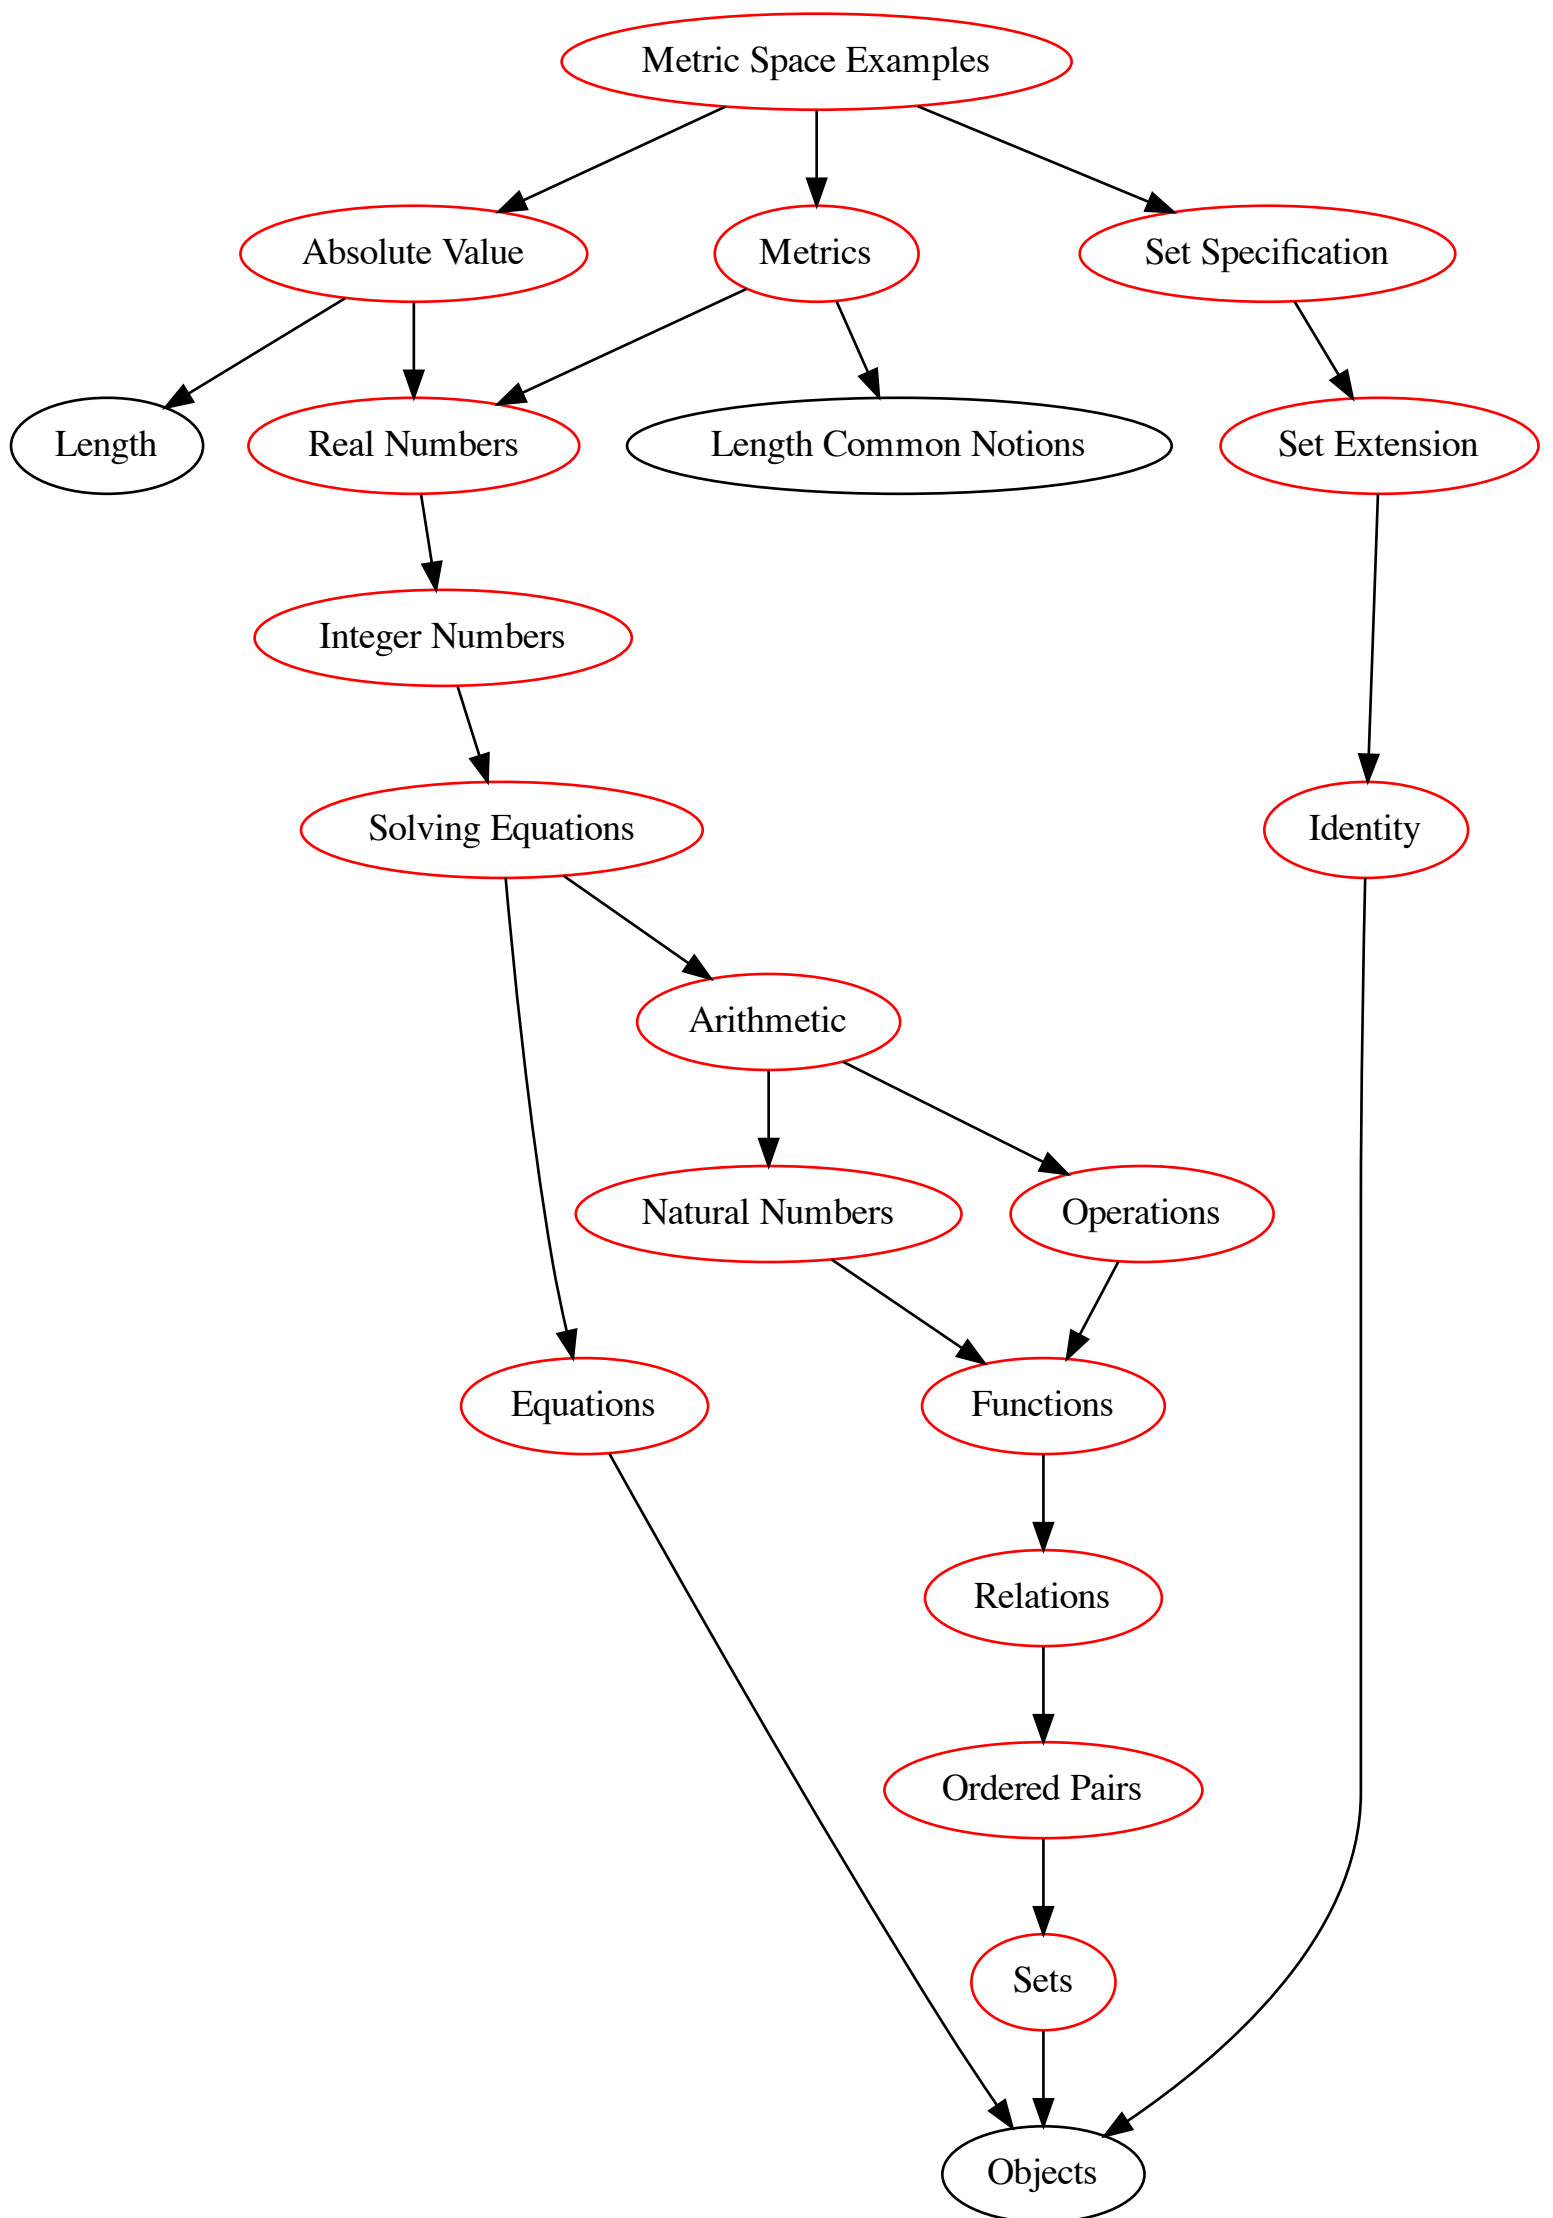 Metric Space Examples
Absolute Value
Metrics
Set Specification
Length
Real Numbers
Length Common Notions
Set Extension
Integer Numbers
Solving Equations
Identity
Arithmetic
Natural Numbers
Operations
Equations
Functions
Relations
Ordered Pairs
Sets
Objects